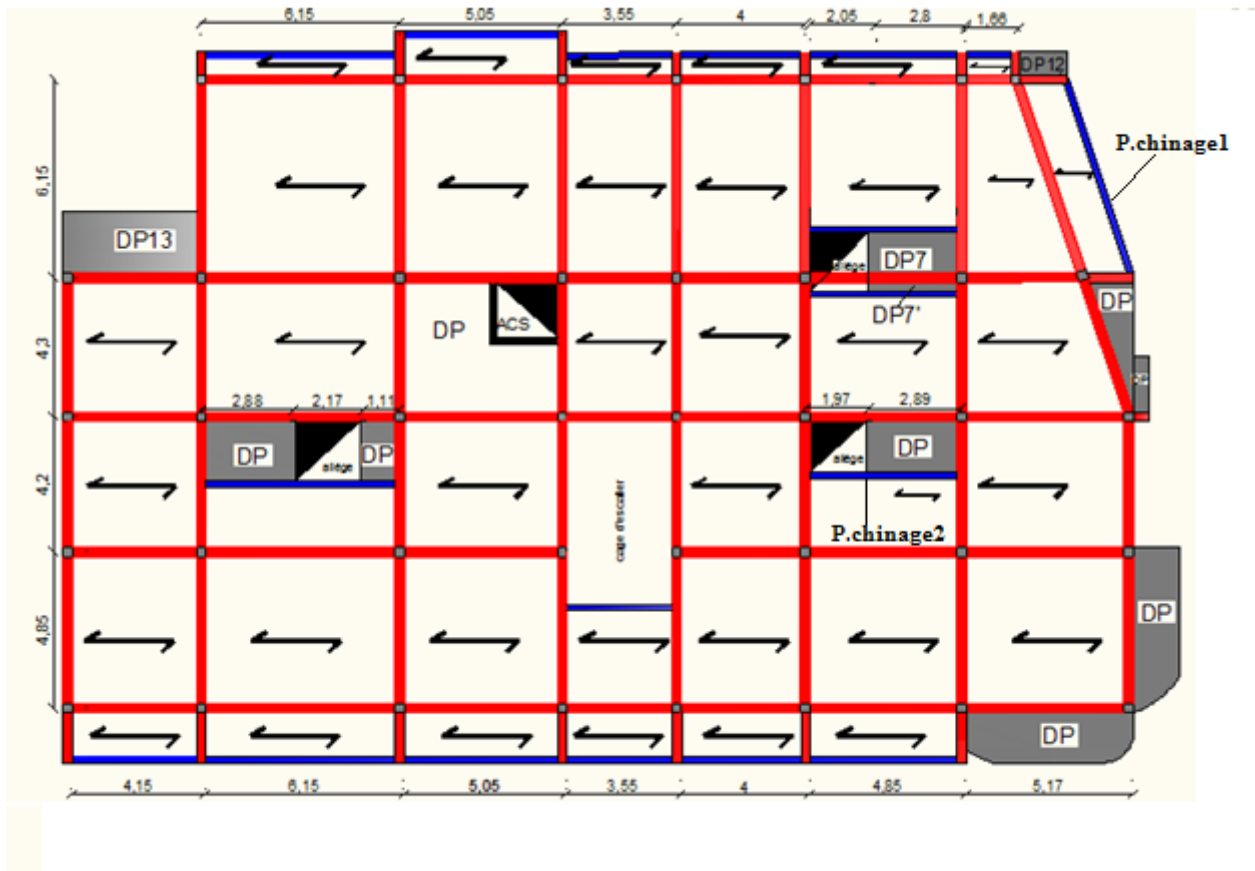 6,15 5,05 3,55 4 2,05 2,8 1,66
DP12
P.chinage1
6,15
DP13
DP7
aiége
DP7'
DP
DP
ACS
4,3
2,88 2,17 1,11
1,97 2,89
DP
aiége
DP
aiége
DP
4,2
cage d'escalier
P.chinage2
DP
4,85
DP
4,15 6,15 5,05 3,55 4 4,85 5,17